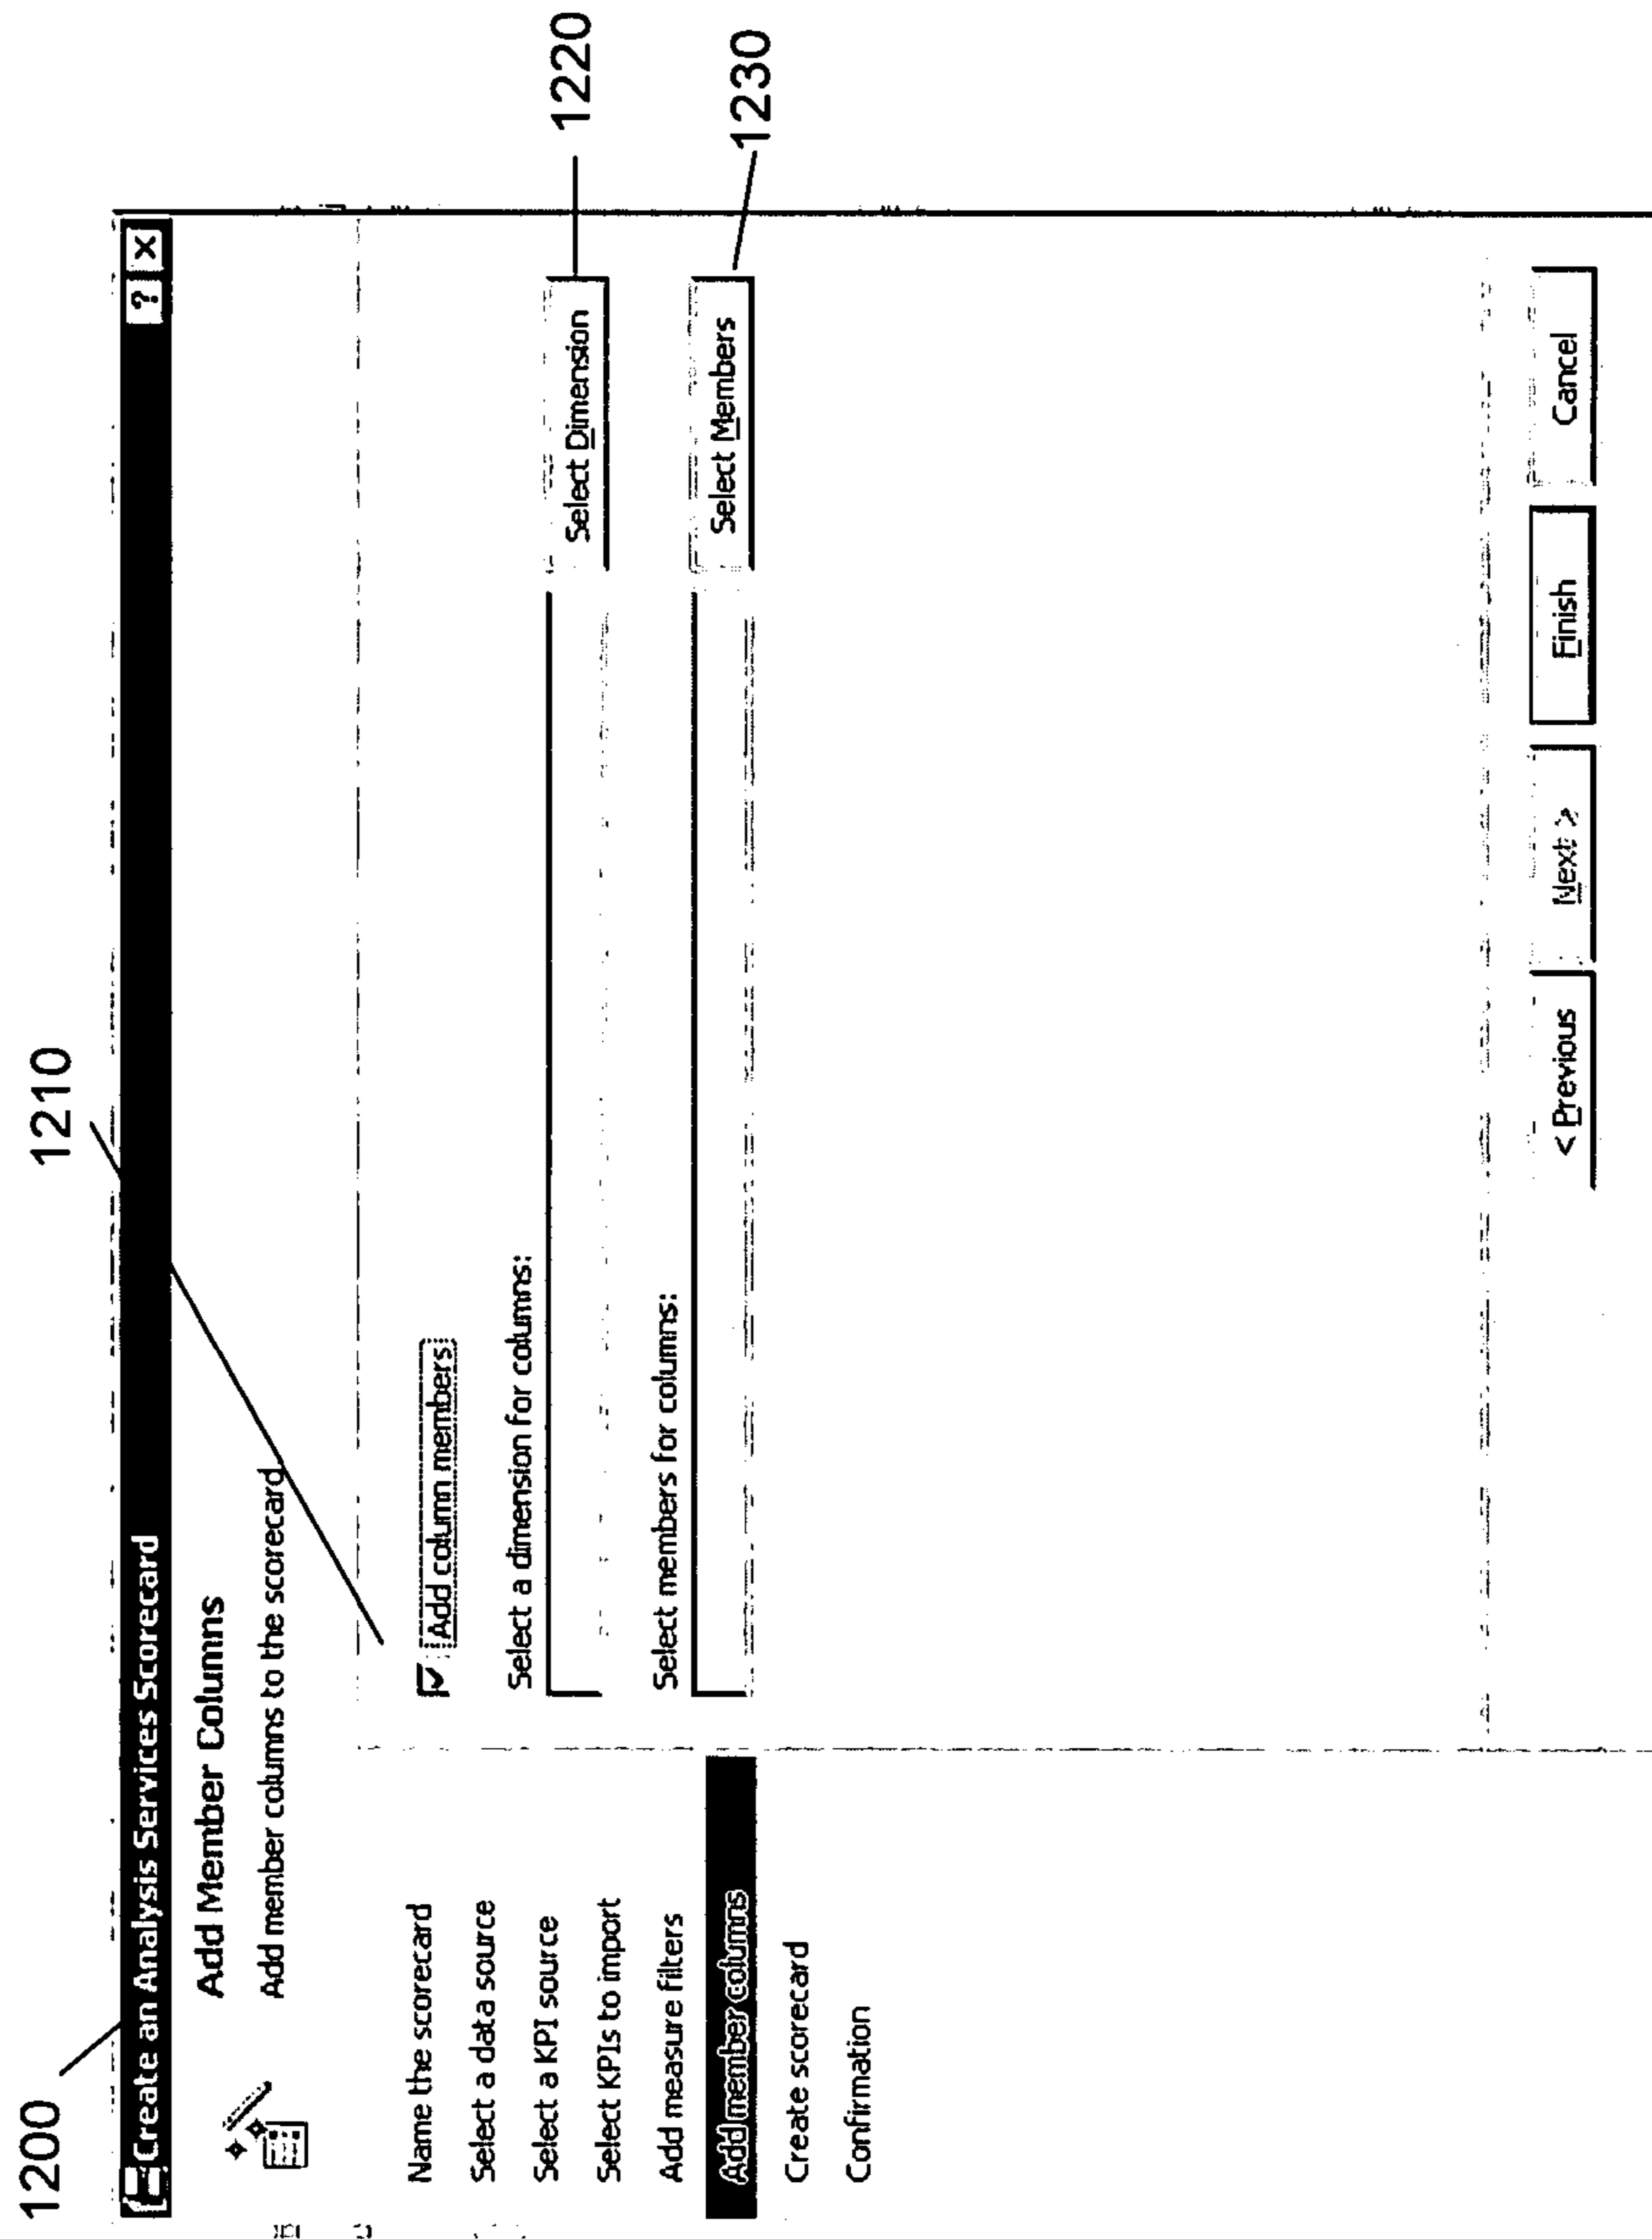 1200
1210
Create an Analysis Services Scorecard
? X
Add Member Columns
Add member columns to the scorecard
Name the scorecard
Select a data source
Select a KPI source
Select KPIs to import
Add measure filters
Add member columns
Create scorecard
Confirmation
Add column members
Select a dimension for columns:
Select Dimension
1220
Select members for columns:
Select Members
1230
< Previous
Next >
Finish
Cancel